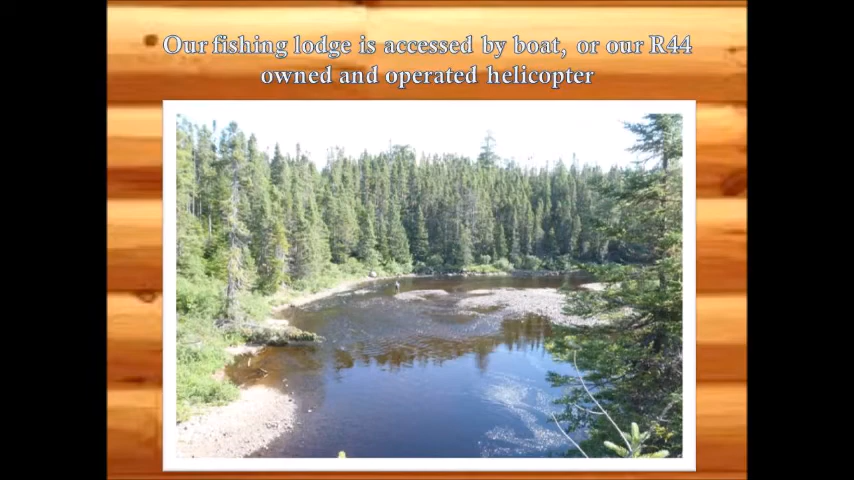 Our fishing lodge is accessed by boat, or our R44
owned and operated helicopter